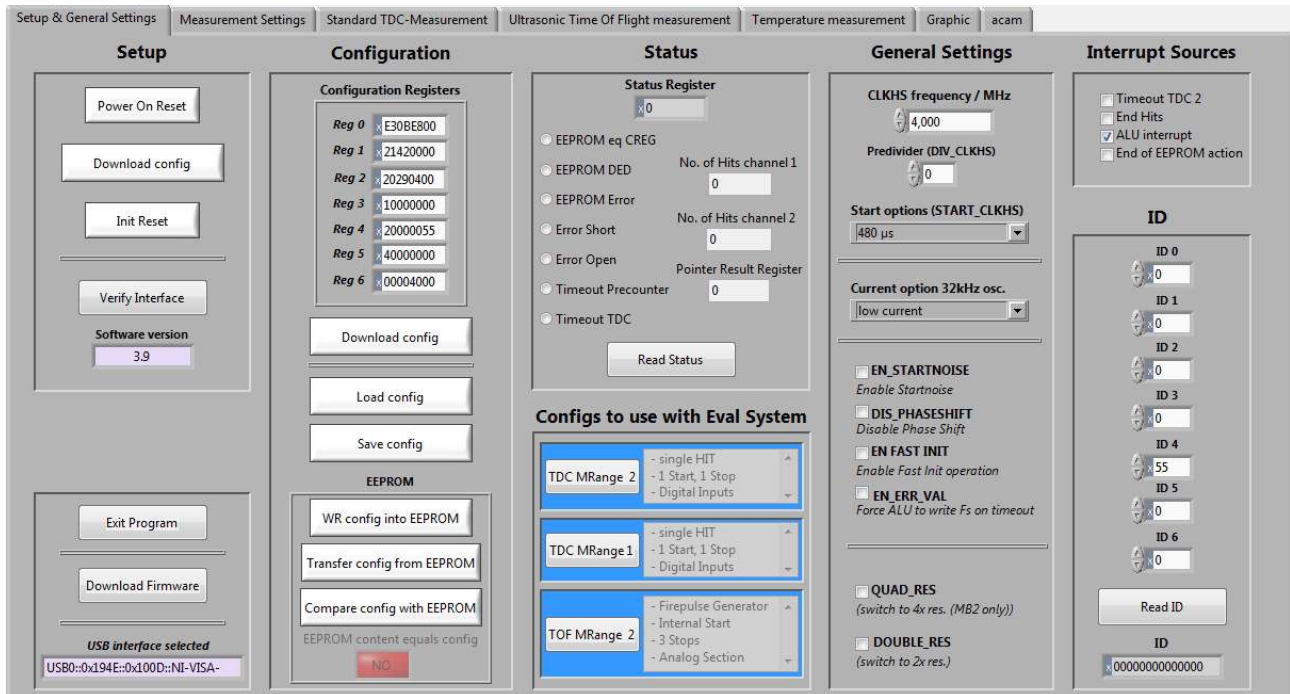 Setup & General Settings
Measurement Settings
Standard TDC-Measurement
Ultrasonic Time Of Flight measurement
Temperature measurement
Graphic
acam
Setup
Power On Reset
Download config
Init Reset
Verify Interface
Software version
3.9
Exit Program
Download Firmware
USB interface selected
USB0::0x194E::0x100D::NI-VISA-
Configuration
Configuration Registers
Reg 0 x E30BE800
Reg 1 x 21420000
Reg 2 x 20290400
Reg 3 x 10000000
Reg 4 x 20000055
Reg 5 x 40000000
Reg 6 x 00004000
Download config
Load config
Save config
EEPROM
WR config into EEPROM
Transfer config from EEPROM
Compare config with EEPROM
EEPROM content equals config
NO
Status
Status Register
x 0
EEPROM eq CREG
EEPROM DED
EEPROM Error
Error Short
Error Open
Timeout Precounter
Timeout TDC
No. of Hits channel 1
0
No. of Hits channel 2
0
Pointer Result Register
0
Read Status
Configs to use with Eval System
TDC MRange 2
- single HIT
- 1 Start, 1 Stop
- Digital Inputs
TDC MRange 1
- single HIT
- 1 Start, 1 Stop
- Digital Inputs
TOF MRange 2
- Firepulse Generator
- Internal Start
- 3 Stops
- Analog Section
General Settings
CLKHS frequency / MHz
4,000
Predivider (DIV_CLKHS)
0
Start options (START_CLKHS)
480 µs
Current option 32kHz osc.
low current
EN_STARTNOISE
Enable Startnoise
DIS_PHASESHIFT
Disable Phase Shift
EN FAST INIT
Enable Fast Init operation
EN_ERR_VAL
Force ALU to write Fs on timeout
QUAD_RES
(switch to 4x res. (MB2 only))
DOUBLE_RES
(switch to 2x res.)
Interrupt Sources
Timeout TDC 2
End Hits
ALU interrupt
End of EEPROM action
ID
ID 0
x 0
ID 1
x 0
ID 2
x 0
ID 3
x 0
ID 4
x 55
ID 5
x 0
ID 6
x 0
Read ID
ID
x 00000000000000